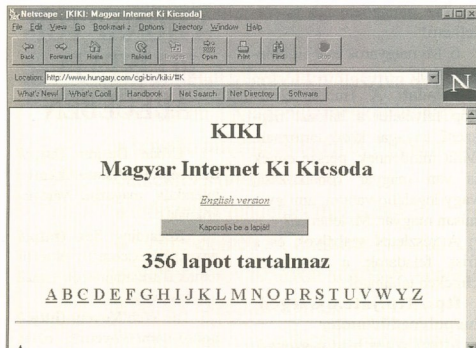 Netscape - [KIKI: Magyar Internet Ki Kicsoda]
File Edit View Go Bookmarks Options Directory Window Help
Back Forward Home Reload Images Open Print Find Stop
Location: http://www.hungary.com/cgi-bin/kiki/#K
N
What's New! What's Cool! Handbook Net Search Net Directory Software
KIKI
Magyar Internet Ki Kicsoda
English version
Kapcsolja be a lapját!
356 lapot tartalmaz
A B C D E F G H I J K L M N O P R S T U V W Y Z